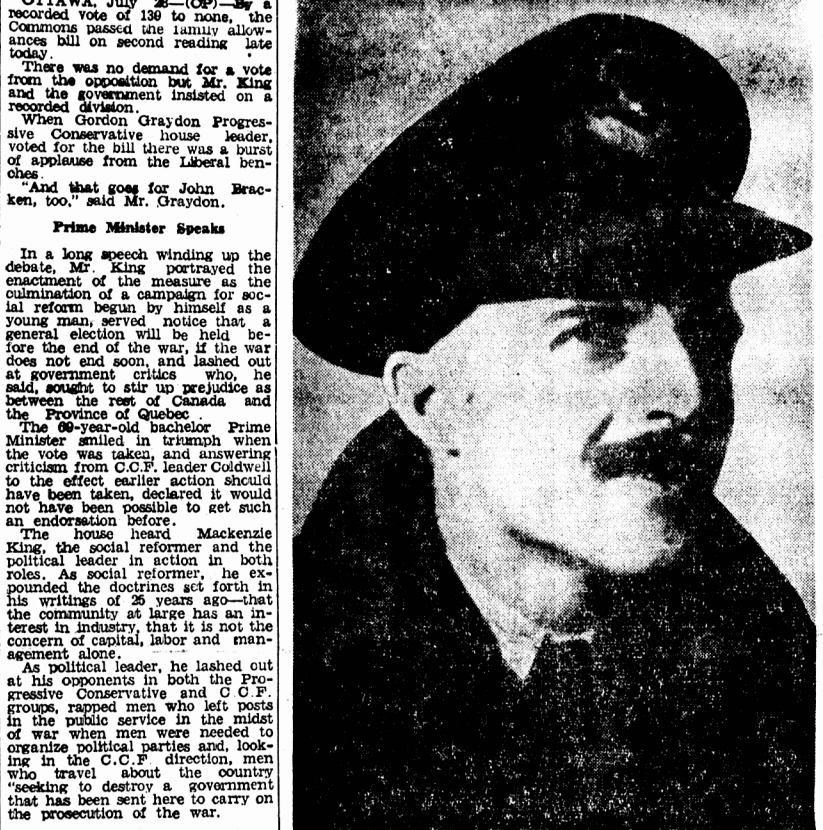 OTTAWA, July 28—(CP)—By a
recorded vote of 139 to none, the
Commons passed the family allow-
ances bill on second reading late
today.
There was no demand for a vote
from the opposition but Mr. King
and the government insisted on a
recorded division.
When Gordon Graydon Progres-
sive Conservative house leader,
voted for the bill there was a burst
of applause from the Liberal ben-
ches.
"And that goes for John Brac-
ken, too," said Mr. Graydon.
Prime Minister Speaks
In a long speech winding up the
debate, Mr. King portrayed the
enactment of the measure as the
culmination of a campaign for soc-
ial reform begun by himself as a
young man, served notice that a
general election will be held be-
fore the end of the war, if the war
does not end soon, and lashed out
at government critics who, he
said, sought to stir up prejudice as
between the rest of Canada and
the Province of Quebec .
The 69-year-old bachelor Prime
Minister smiled in triumph when
the vote was taken, and answering
criticism from C.C.F. leader Coldwell
to the effect earlier action should
have been taken, declared it would
not have been possible to get such
an endorsation before.
The house heard Mackenzie
King, the social reformer and the
political leader in action in both
roles. As social reformer, he ex-
pounded the doctrines set forth in
his writings of 25 years ago—that
the community at large has an in-
terest in industry, that it is not the
concern of capital, labor and man-
agement alone.
As political leader, he lashed out
at his opponents in both the Pro-
gressive Conservative and C.C.F.
groups, rapped men who left posts
in the public service in the midst
of war when men were needed to
organize political parties and, look-
ing in the C.C.F. direction, men
who travel about the country
"seeking to destroy a government
that has been sent here to carry on
the prosecution of the war.